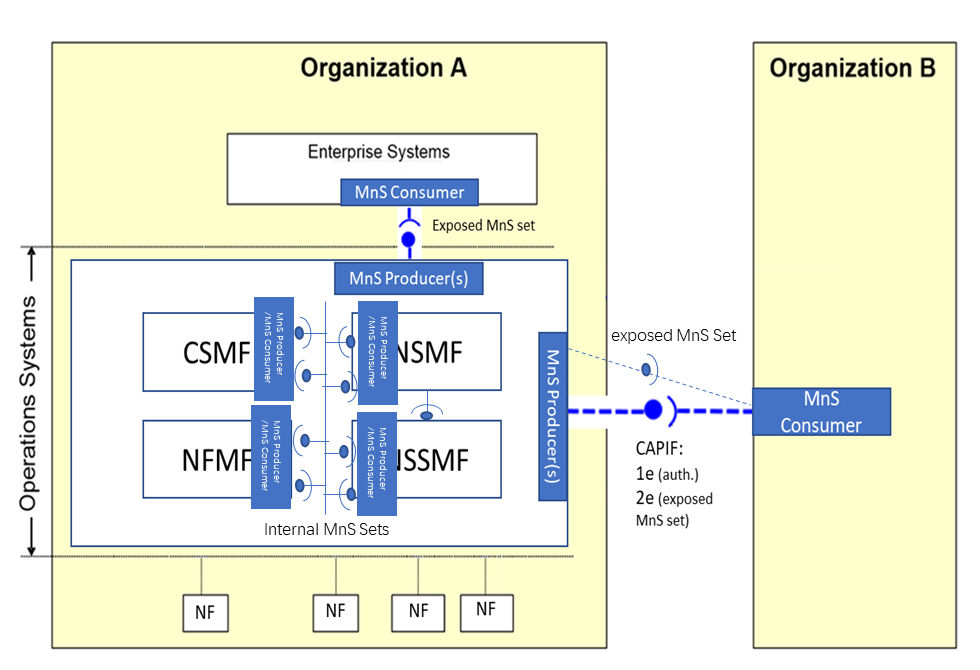 Organization A
Organization B
Enterprise Systems
MnS Consumer
Exposed MnS set
Operations Systems
MnS Producer(s)
CSMF
MnS Producer
/MnS Consumer
MnS Producer
/MnS Consumer
NSMF
NFMF
MnS Producer
/MnS Consumer
MnS Producer
/MnS Consumer
NSSMF
Internal MnS Sets
MnS Producer(s)
exposed MnS Set
MnS
Consumer
CAPIF:
1e (auth.)
2e (exposed
MnS set)
NF
NF
NF
NF